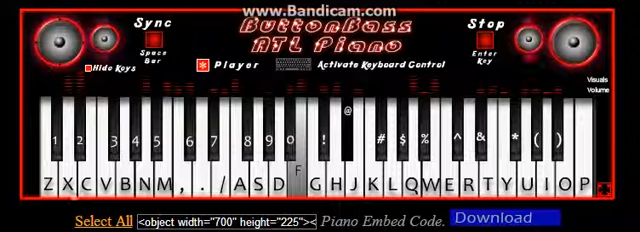 www.Bandicam.com
Sync
ButtonBass
Stop
ATL Piano
Space
Bar
Enter
Key
Hide Keys
* Player
Activate Keyboard Control
Visuals
Volume
@
1 2 3 4 5 6 7 8 9 0 ! # $ % ^ & * ( )
Z X C V B N M , . / A S D F G H J K L Q W E R T Y U I O P
Select All <object width="700" height="225">< Piano Embed Code. Download